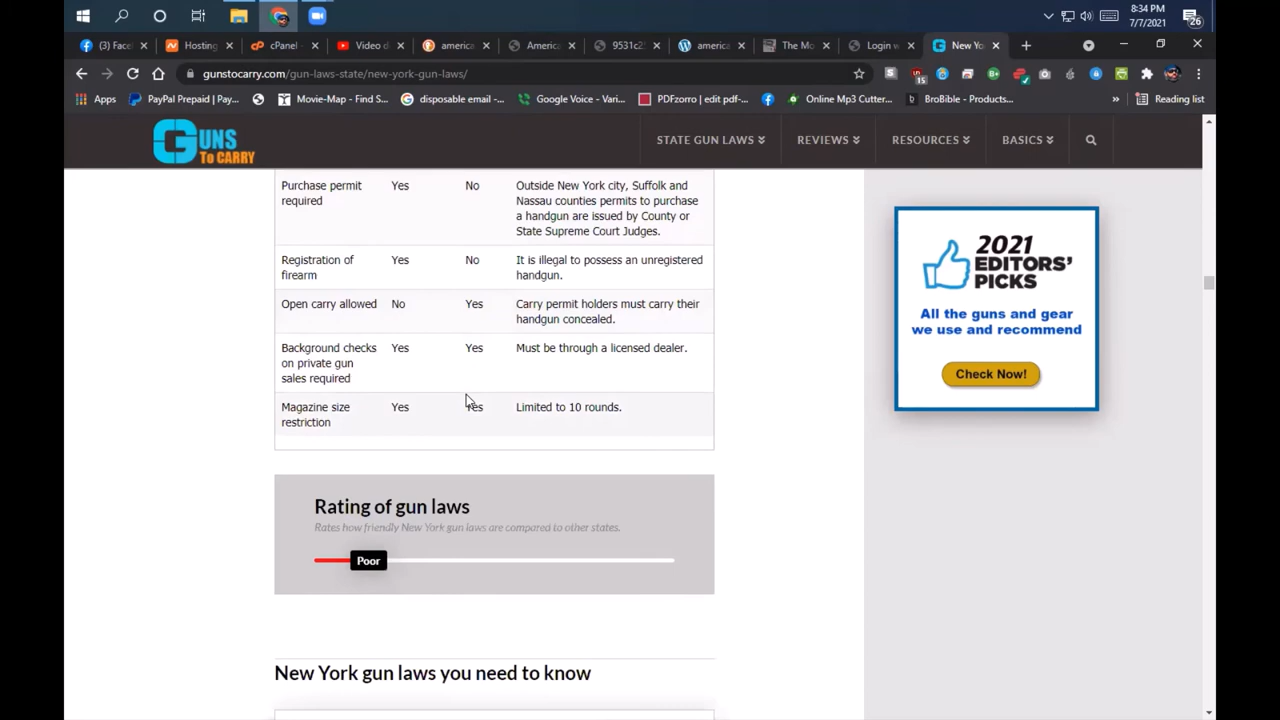 8:34 PM
7/7/2021
26
(3) Face
Hosting
cPanel -
Video d
america
America
9531c2
america
The Mo
Login w
New Yo
gunstocarry.com/gun-laws-state/new-york-gun-laws/
15
Apps
PayPal Prepaid | Pay...
Movie-Map - Find S...
disposable email -...
Google Voice - Vari...
PDFzorro | edit pdf-...
Online Mp3 Cutter...
BroBible - Products...
Reading list
GUNS
TO CARRY
STATE GUN LAWS
REVIEWS
RESOURCES
BASICS
Purchase permit
required
Yes
No
Outside New York city, Suffolk and
Nassau counties permits to purchase
a handgun are issued by County or
State Supreme Court Judges.
Registration of
firearm
Yes
No
It is illegal to possess an unregistered
handgun.
Open carry allowed
No
Yes
Carry permit holders must carry their
handgun concealed.
Background checks
on private gun
sales required
Yes
Yes
Must be through a licensed dealer.
Magazine size
restriction
Yes
Yes
Limited to 10 rounds.
Rating of gun laws
Rates how friendly New York gun laws are compared to other states.
Poor
New York gun laws you need to know
2021
EDITORS'
PICKS
All the guns and gear
we use and recommend
Check Now!